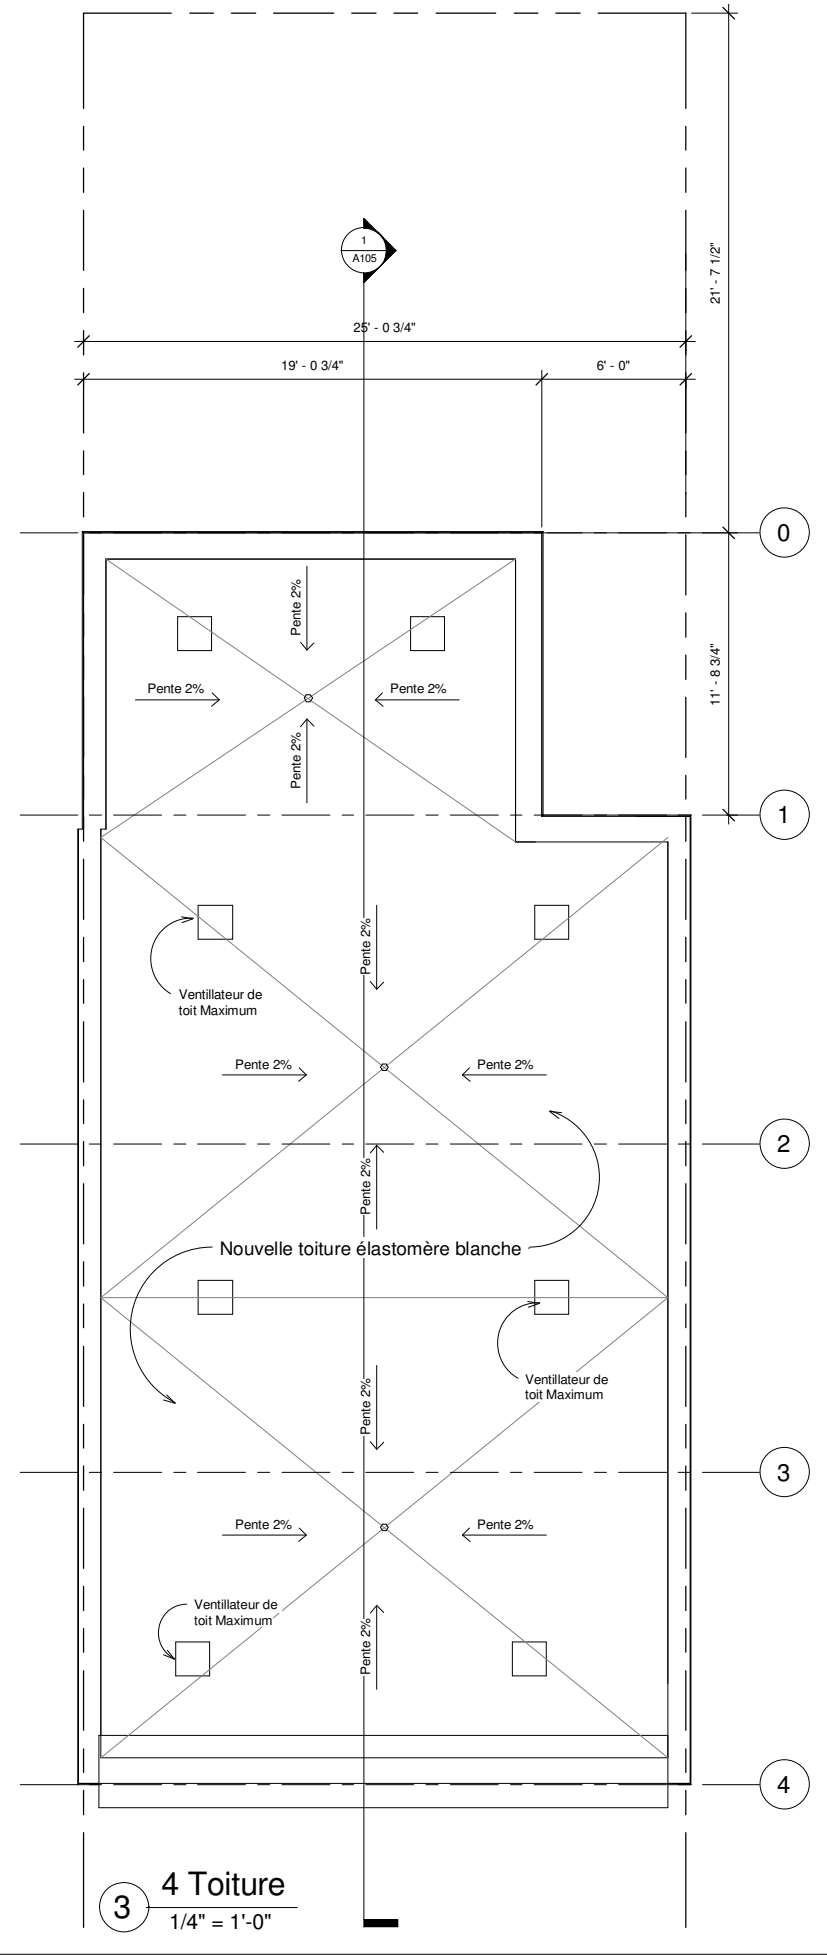 1
A105
21' - 7 1/2"
25' - 0 3/4"
19' - 0 3/4"
6' - 0"
0
Pente 2%
11' - 8 3/4"
Pente 2%
Pente 2%
Pente 2%
1
Pente 2%
Ventillateur de
toit Maximum
Pente 2%
Pente 2%
2
Pente 2%
Nouvelle toiture élastomère blanche
Ventillateur de
toit Maximum
Pente 2%
3
Pente 2%
Pente 2%
Ventillateur de
toit Maximum
Pente 2%
4
3
4 Toiture
1/4" = 1'-0"